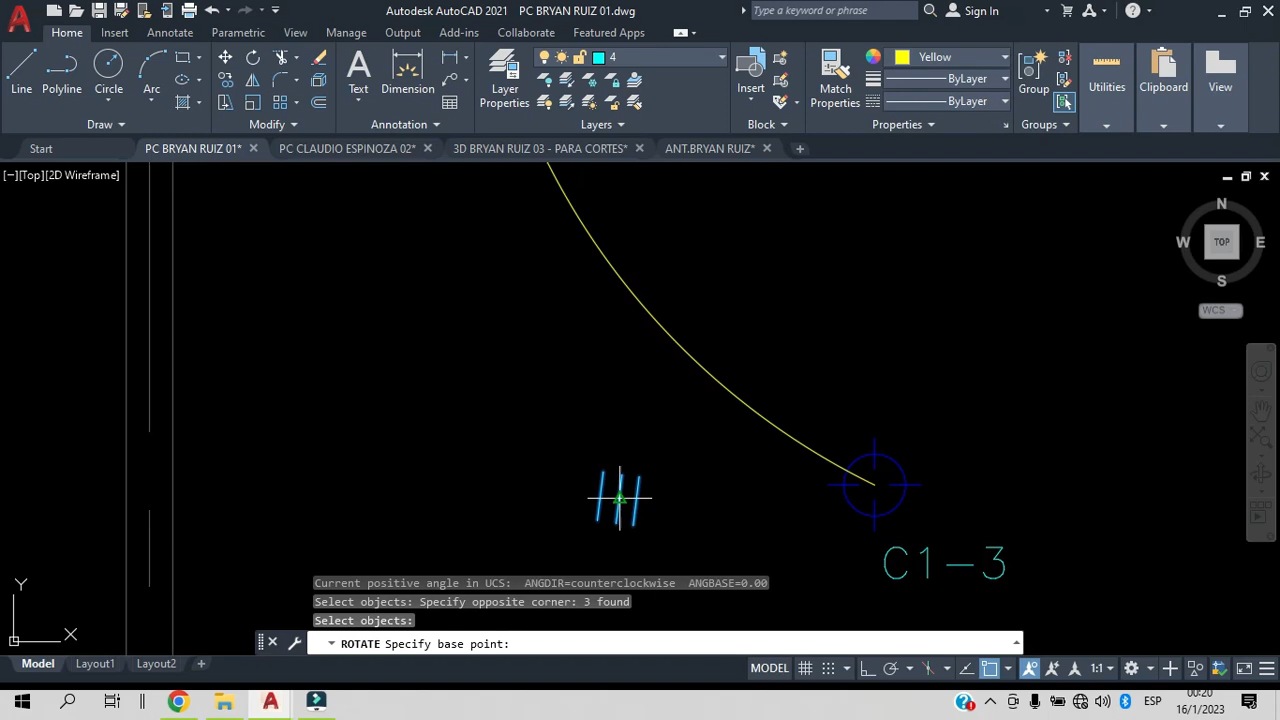 Autodesk AutoCAD 2021 PC BRYAN RUIZ 01.dwg
Type a keyword or phrase
Sign In
Home Insert Annotate Parametric View Manage Output Add-ins Collaborate Featured Apps
Line Polyline Circle Arc
Text Dimension
Layer Properties
4
Insert
Match Properties
Yellow
ByLayer
ByLayer
Group
Utilities
Clipboard
View
Draw Modify Annotation Layers Block Properties Groups
Start PC BRYAN RUIZ 01* PC CLAUDIO ESPINOZA 02* 3D BRYAN RUIZ 03 - PARA CORTES* ANT.BRYAN RUIZ*
[−][Top][2D Wireframe]
N
W TOP E
S
WCS
C1-3
Y
X
Current positive angle in UCS: ANGDIR=counterclockwise ANGBASE=0.00
Select objects: Specify opposite corner: 3 found
Select objects:
ROTATE Specify base point:
Model Layout1 Layout2
MODEL
1:1
ESP
00:20
16/1/2023